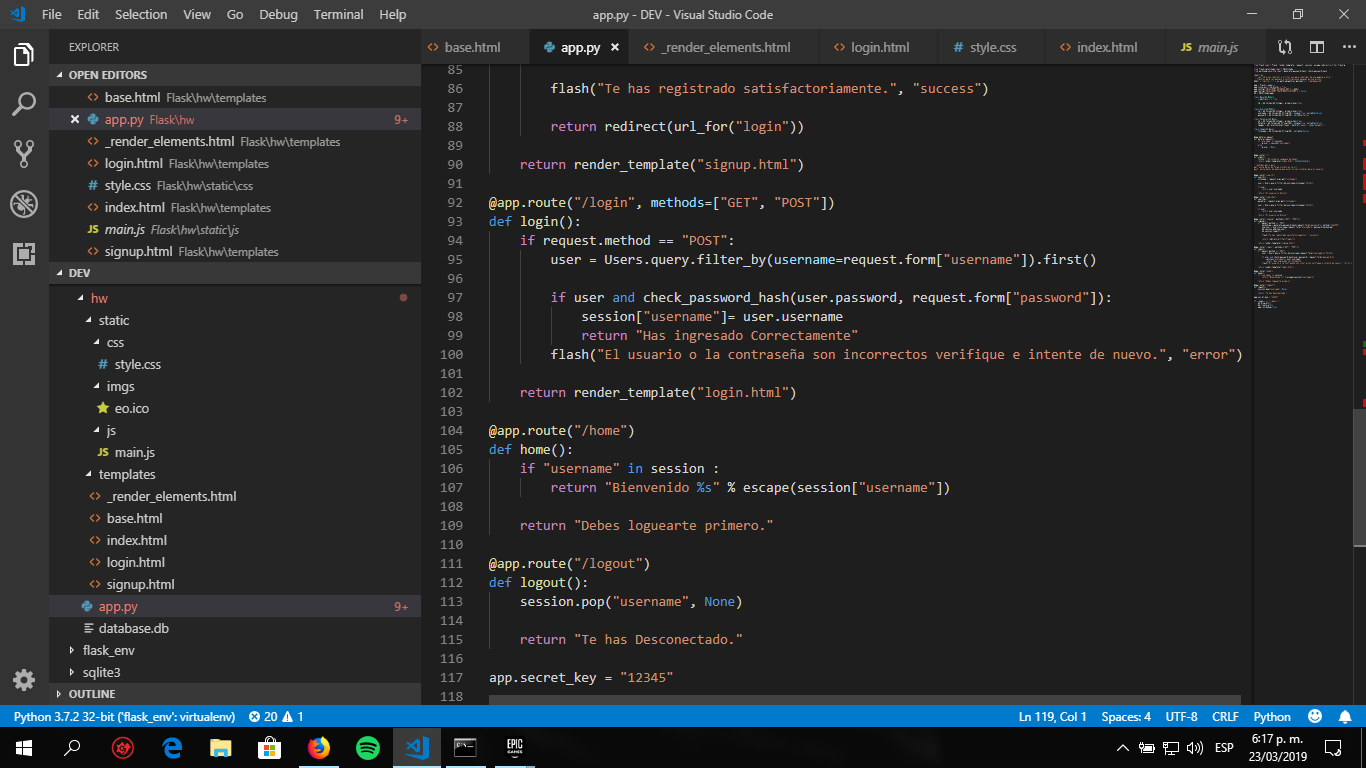 File Edit Selection View Go Debug Terminal Help
app.py - DEV - Visual Studio Code
EXPLORER
OPEN EDITORS
base.html Flask\hw\templates
app.py Flask\hw 9+
_render_elements.html Flask\hw\templates
login.html Flask\hw\templates
style.css Flask\hw\static\css
index.html Flask\hw\templates
JS main.js Flask\hw\static\js
signup.html Flask\hw\templates
DEV
hw
static
css
# style.css
imgs
eo.ico
js
JS main.js
templates
_render_elements.html
base.html
index.html
login.html
signup.html
app.py 9+
database.db
flask_env
sqlite3
OUTLINE
base.html app.py _render_elements.html login.html # style.css index.html JS main.js
85
86 flash("Te has registrado satisfactoriamente.", "success")
87
88 return redirect(url_for("login"))
89
90 return render_template("signup.html")
91
92 @app.route("/login", methods=["GET", "POST"])
93 def login():
94 if request.method == "POST":
95 user = Users.query.filter_by(username=request.form["username"]).first()
96
97 if user and check_password_hash(user.password, request.form["password"]):
98 session["username"]= user.username
99 return "Has ingresado Correctamente"
100 flash("El usuario o la contraseña son incorrectos verifique e intente de nuevo.", "error")
101
102 return render_template("login.html")
103
104 @app.route("/home")
105 def home():
106 if "username" in session :
107 return "Bienvenido %s" % escape(session["username"])
108
109 return "Debes loguearte primero."
110
111 @app.route("/logout")
112 def logout():
113 session.pop("username", None)
114
115 return "Te has Desconectado."
116
117 app.secret_key = "12345"
118
Python 3.7.2 32-bit ('flask_env': virtualenv) 20 1 Ln 119, Col 1 Spaces: 4 UTF-8 CRLF Python
EPIC GAMES
ESP
6:17 p. m.
23/03/2019